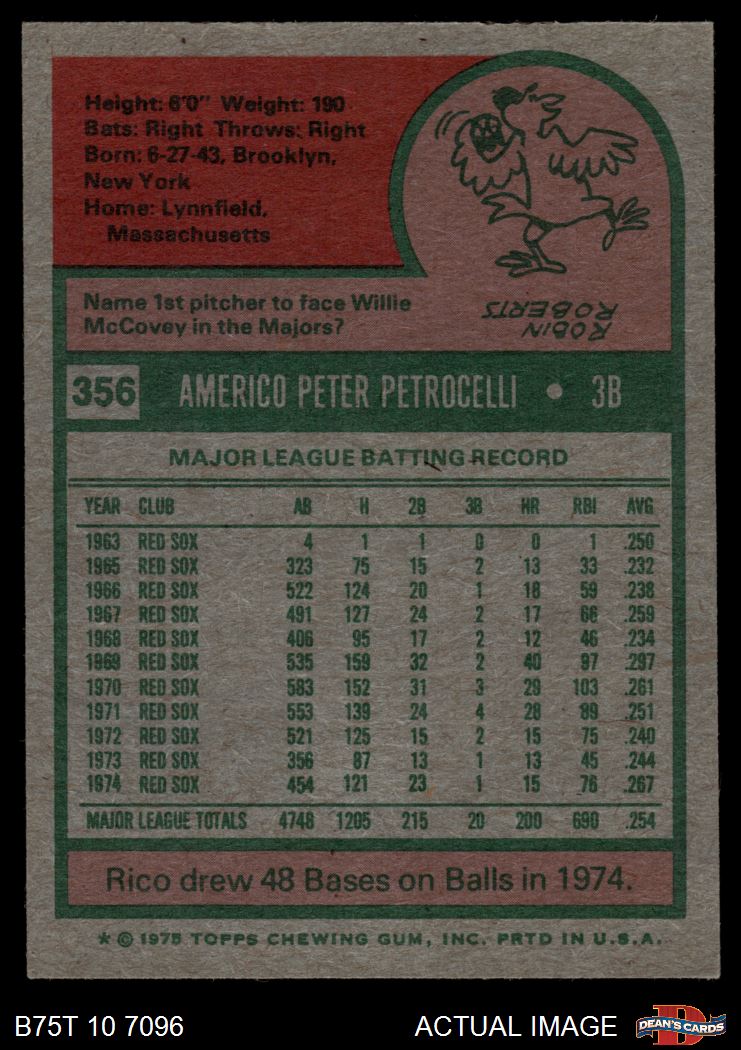 Height: 6'0" Weight: 190
Bats: Right Throws: Right
Born: 6-27-43, Brooklyn,
New York
Home: Lynnfield,
Massachusetts
Name 1st pitcher to face Willie
McCovey in the Majors?
ROBIN
ROBERTS
356 AMERICO PETER PETROCELLI • 3B
MAJOR LEAGUE BATTING RECORD
YEAR CLUB AB H 2B 3B HR RBI AVG
1963 RED SOX 4 1 1 0 0 1 .250
1965 RED SOX 323 75 15 2 13 33 .232
1966 RED SOX 522 124 20 1 18 59 .238
1967 RED SOX 491 127 24 2 17 66 .259
1968 RED SOX 406 95 17 2 12 46 .234
1969 RED SOX 535 159 32 2 40 97 .297
1970 RED SOX 583 152 31 3 29 103 .261
1971 RED SOX 553 139 24 4 28 89 .251
1972 RED SOX 521 125 15 2 15 75 .240
1973 RED SOX 356 87 13 1 13 45 .244
1974 RED SOX 454 121 23 1 15 76 .267
MAJOR LEAGUE TOTALS 4748 1205 215 20 200 690 .254
Rico drew 48 Bases on Balls in 1974.
* © 1975 TOPPS CHEWING GUM, INC. PRTD IN U.S.A.
B75T 10 7096 ACTUAL IMAGE DEAN'S CARDS